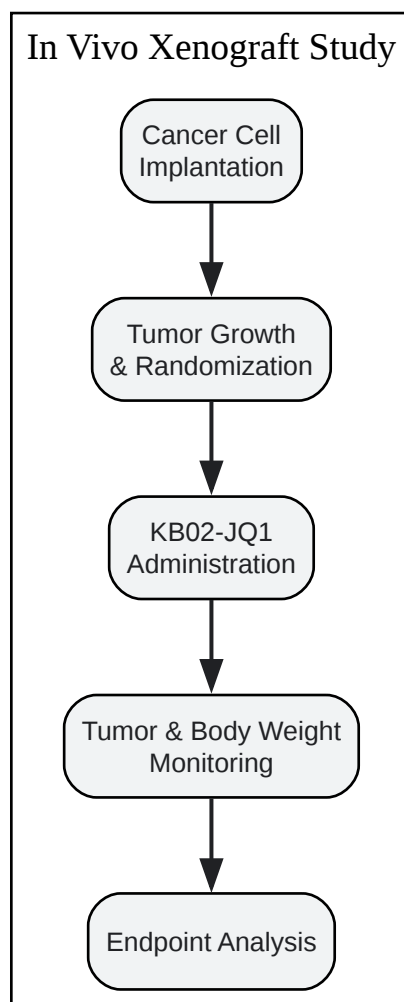 In Vivo Xenograft Study
Cancer Cell
Implantation
Tumor Growth
& Randomization
KB02-JQ1
Administration
Tumor & Body Weight
Monitoring
Endpoint Analysis